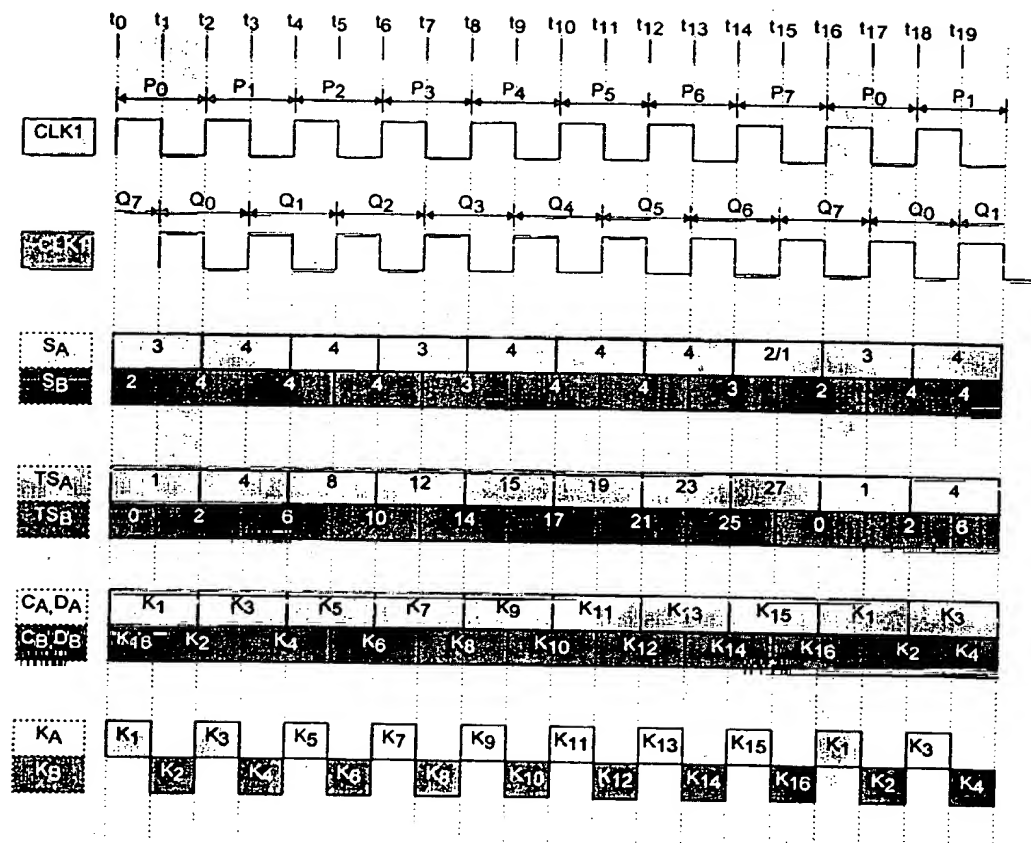 t0 t1 t2 t3 t4 t5 t6 t7 t8 t9 t10 t11 t12 t13 t14 t15 t16 t17 t18 t19
P0 P1 P2 P3 P4 P5 P6 P7 P0 P1
CLK1
Q7 Q0 Q1 Q2 Q3 Q4 Q5 Q6 Q7 Q0 Q1
SA 3 4 4 3 4 4 4 2/1 3 4
SB 2 4 4 4 3 4 4 3 2 4 4
TSA 1 4 8 12 15 19 23 27 1 4
TSB 0 2 6 10 14 17 21 25 0 2 6
CA,DA K1 K3 K5 K7 K9 K11 K13 K15 K1 K3
CB,DB K2 K4 K6 K8 K10 K12 K14 K16 K2 K4
KA K1 K3 K5 K7 K9 K11 K13 K15 K1 K3
KB K2 K4 K6 K8 K10 K12 K14 K16 K2 K4